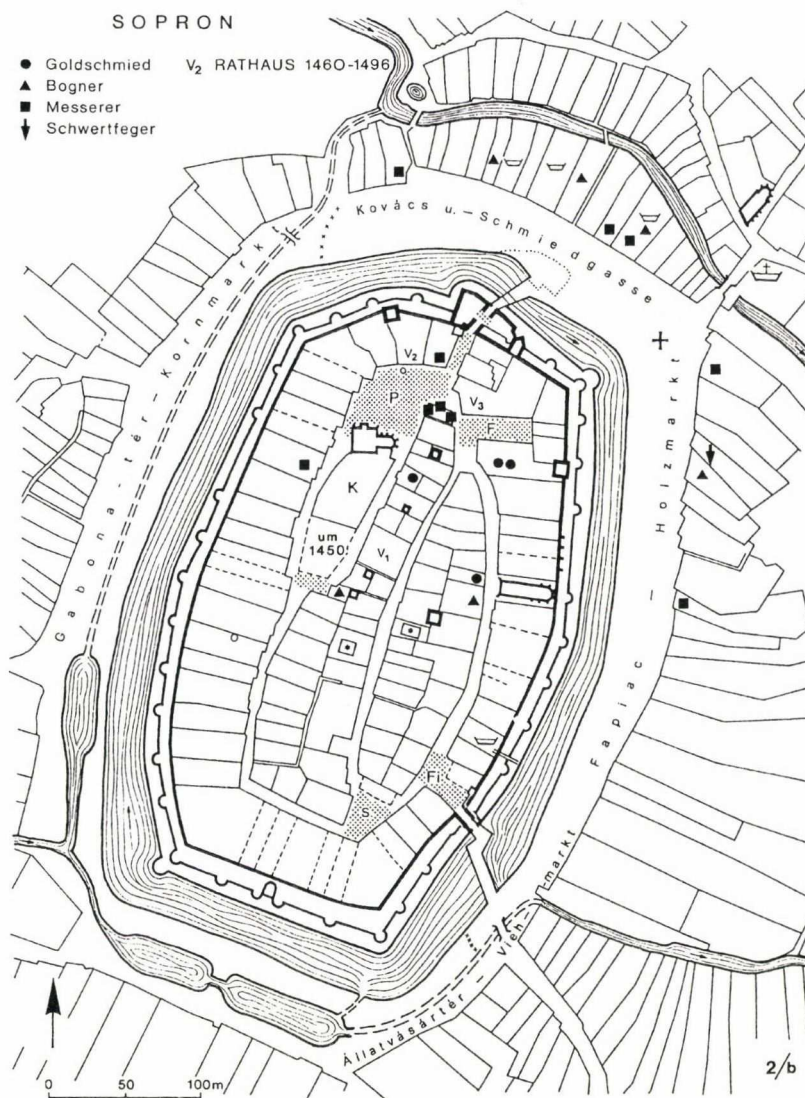 SOPRON
Goldschmied V₂ RATHAUS 1460-1496
Bogner
Messerer
Schwertfeger
Kovács u. – Schmiedgasse
Gabona-tér – Kornmarkt
V₂
P
V₃
F
K
um
1450
V₁
Fapiac – Holzmarkt
Fi
S
Állatvásártér – Viehmarkt
0 50 100m
2/b